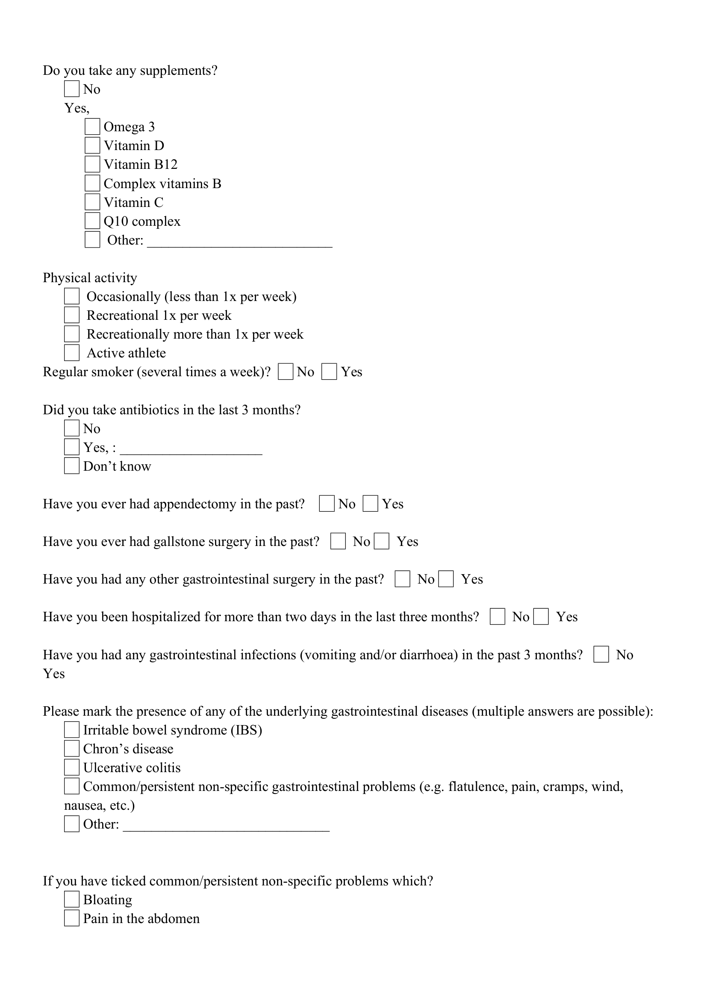 Do you take any supplements?
No
Yes,
Omega 3
Vitamin D
Vitamin B12
Complex vitamins B
Vitamin C
Q10 complex
Other: __________________________
Physical activity
Occasionally (less than 1x per week)
Recreational 1x per week
Recreationally more than 1x per week
Active athlete
Regular smoker (several times a week)? No Yes
Did you take antibiotics in the last 3 months?
No
Yes, : ____________________
Don’t know
Have you ever had appendectomy in the past? No Yes
Have you ever had gallstone surgery in the past? No Yes
Have you had any other gastrointestinal surgery in the past? No Yes
Have you been hospitalized for more than two days in the last three months? No Yes
Have you had any gastrointestinal infections (vomiting and/or diarrhoea) in the past 3 months? No
Yes
Please mark the presence of any of the underlying gastrointestinal diseases (multiple answers are possible):
Irritable bowel syndrome (IBS)
Chron’s disease
Ulcerative colitis
Common/persistent non-specific gastrointestinal problems (e.g. flatulence, pain, cramps, wind,
nausea, etc.)
Other: _____________________________
If you have ticked common/persistent non-specific problems which?
Bloating
Pain in the abdomen